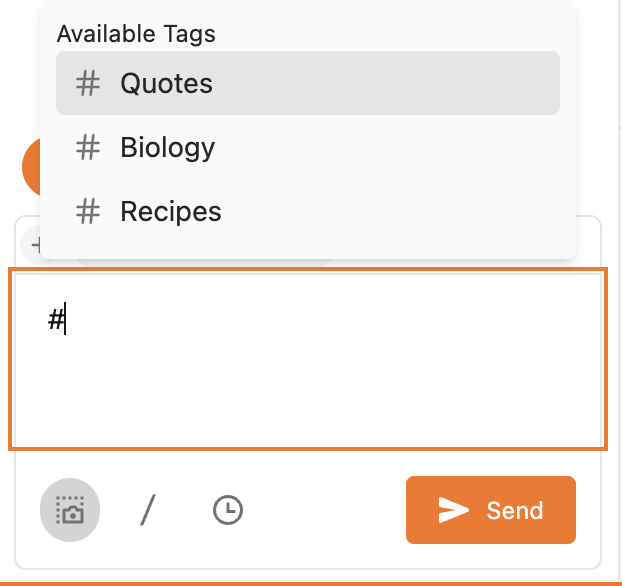 Available Tags
# Quotes
# Biology
# Recipes
+
#
/
Send